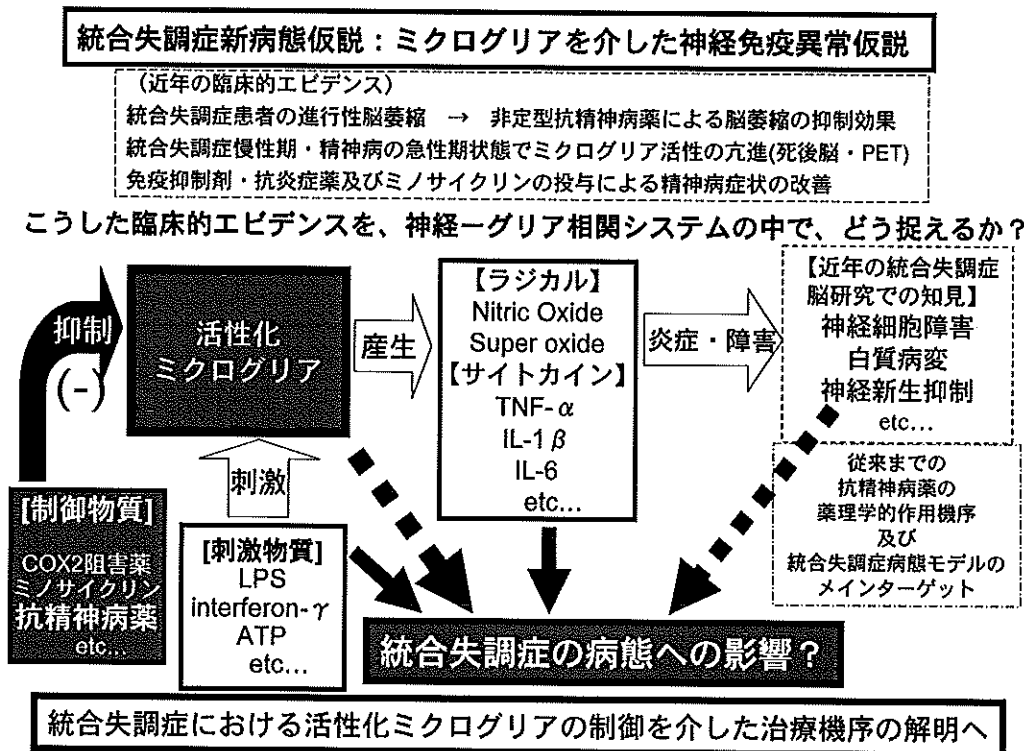 統合失調症新病態仮説：ミクログリアを介した神経免疫異常仮説
（近年の臨床的エビデンス）
統合失調症患者の進行性脳萎縮　→　非定型抗精神病薬による脳萎縮の抑制効果
統合失調症慢性期・精神病の急性期状態でミクログリア活性の亢進(死後脳・PET)
免疫抑制剤・抗炎症薬及びミノサイクリンの投与による精神病症状の改善
こうした臨床的エビデンスを、神経ーグリア相関システムの中で、どう捉えるか？
抑制
(-)
活性化
ミクログリア
産生
【ラジカル】
Nitric Oxide
Super oxide
【サイトカイン】
TNF-α
IL-1β
IL-6
etc…
炎症・障害
【近年の統合失調症
脳研究での知見】
神経細胞障害
白質病変
神経新生抑制
etc…
刺激
[制御物質]
COX2阻害薬
ミノサイクリン
抗精神病薬
etc…
[刺激物質]
LPS
interferon-γ
ATP
etc…
従来までの
抗精神病薬の
薬理学的作用機序
及び
統合失調症病態モデルの
メインターゲット
統合失調症の病態への影響？
統合失調症における活性化ミクログリアの制御を介した治療機序の解明へ